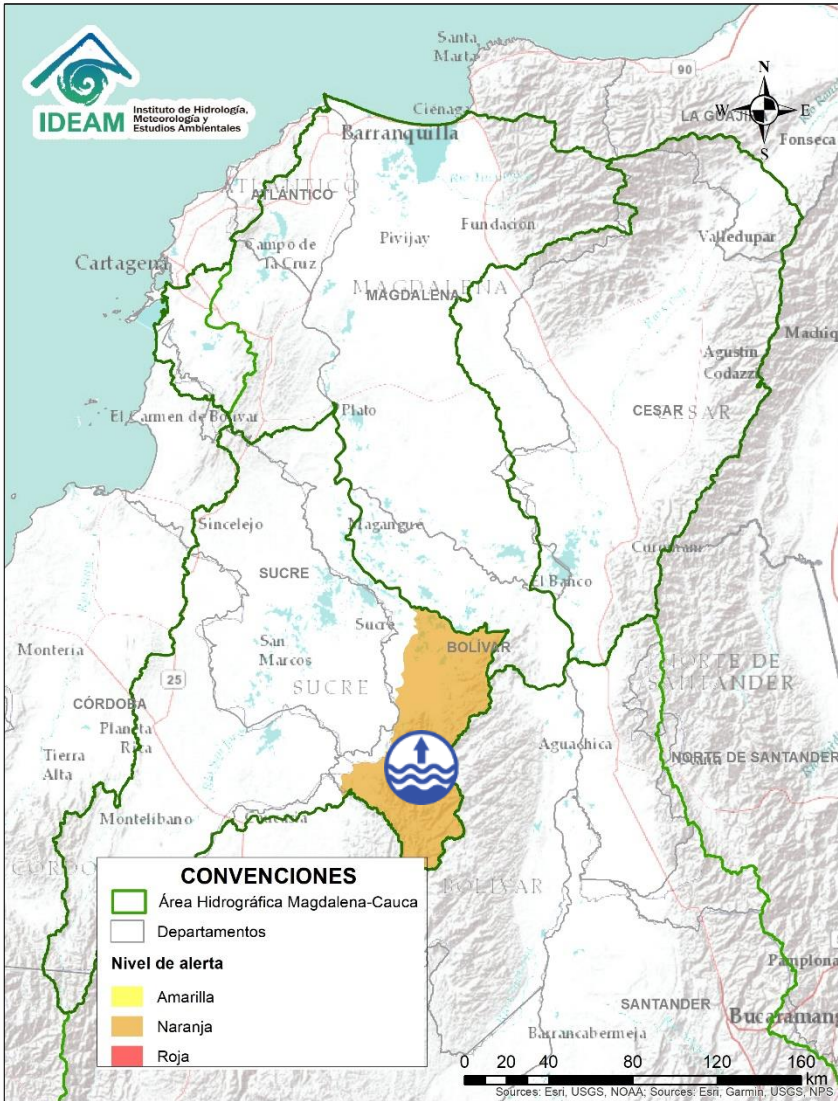 IDEAM
Instituto de Hidrología,
Meteorología y
Estudios Ambientales
Santa
Marta
90
N
W
E
S
Ciénaga
Barranquilla
Fonseca
ATLÁNTICO
ATLANTICO
Pivijay
Fundación
Valledupar
Cartagena
Campo de
la Cruz
MAGDALENA
MAGDALENA
Agustín
Codazzi
El Carmen de Bolívar
Plato
CESAR
CESAR
Sincelejo
Magangué
SUCRE
El Banco
Sucre
BOLÍVAR
Montería
San
Marcos
NORTE DE
SANTANDER
25
SUCRE
CÓRDOBA
Planeta
Rica
Aguachica
NORTE DE SANTANDER
Tierra
Alta
Montelíbano
BOLÍVAR
CONVENCIONES
Área Hidrográfica Magdalena-Cauca
Departamentos
Nivel de alerta
Amarilla
Naranja
Roja
Pamplona
SANTANDER
Barrancabermeja
0 20 40 80 120 160
km
Sources: Esri, USGS, NOAA; Sources: Esri, Garmin, USGS, NPS